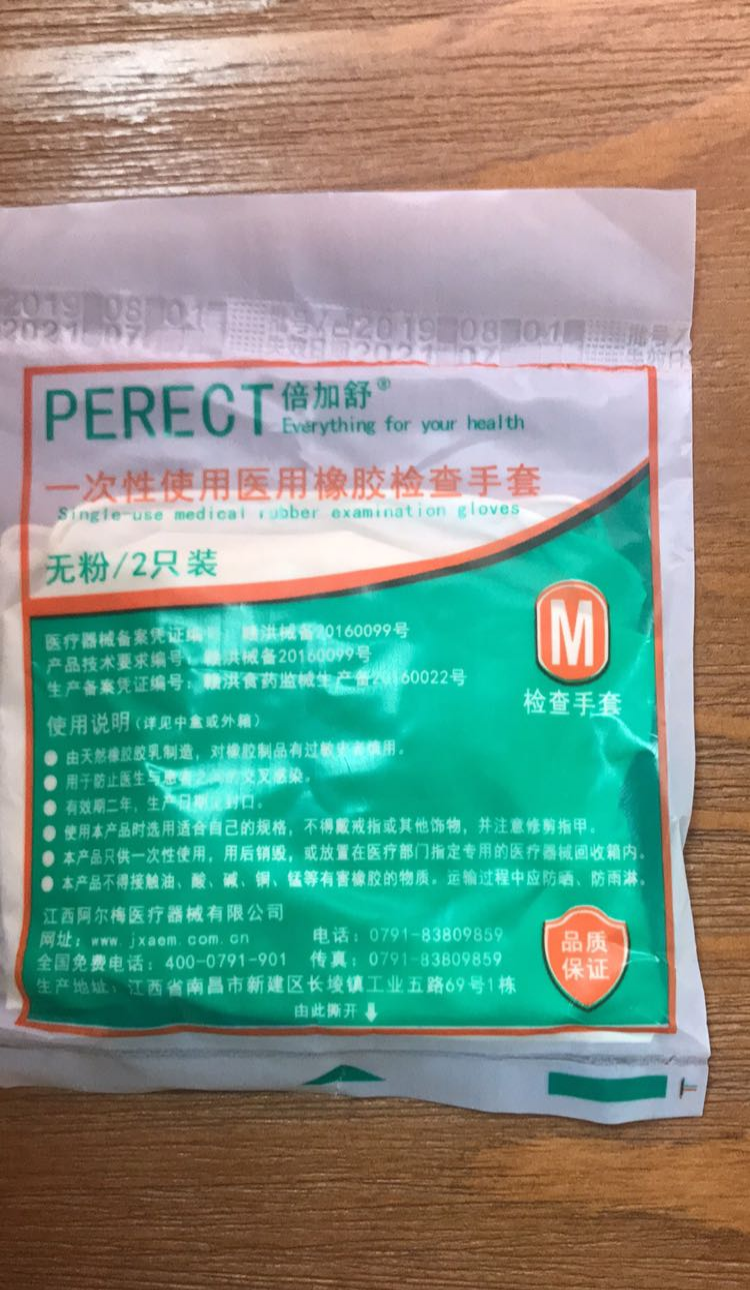 2019 08 01 2019 08 01 批号
2021 07 2021 07
PERECT 倍加舒®
Everything for your health
一次性使用医用橡胶检查手套
Single-use medical rubber examination gloves
无粉/2只装
M
检查手套
医疗器械备案凭证编号 赣洪械备20160099号
产品技术要求编号：赣洪械备20160099号
生产备案凭证编号：赣洪食药监械生产备20160022号
使用说明(详见中盒或外箱)
● 由天然橡胶胶乳制造，对橡胶制品有过敏史者慎用。
● 用于防止医生与患者之间的交叉感染。
● 有效期二年，生产日期见封口。
● 使用本产品时选用适合自己的规格，不得戴戒指或其他饰物，并注意修剪指甲。
● 本产品只供一次性使用，用后销毁，或放置在医疗部门指定专用的医疗器械回收箱内。
● 本产品不得接触油、酸、碱、铜、锰等有害橡胶的物质。运输过程中应防晒、防雨淋。
江西阿尔梅医疗器械有限公司
网址：www.jxaem.com.cn 电话：0791-83809859
全国免费电话：400-0791-901 传真：0791-83809859
生产地址：江西省南昌市新建区长堎镇工业五路69号1栋
品质
保证
由此撕开